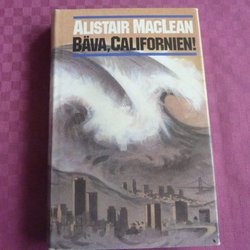 ALISTAIR MACLEAN
BÄVA, CALIFORNIEN!